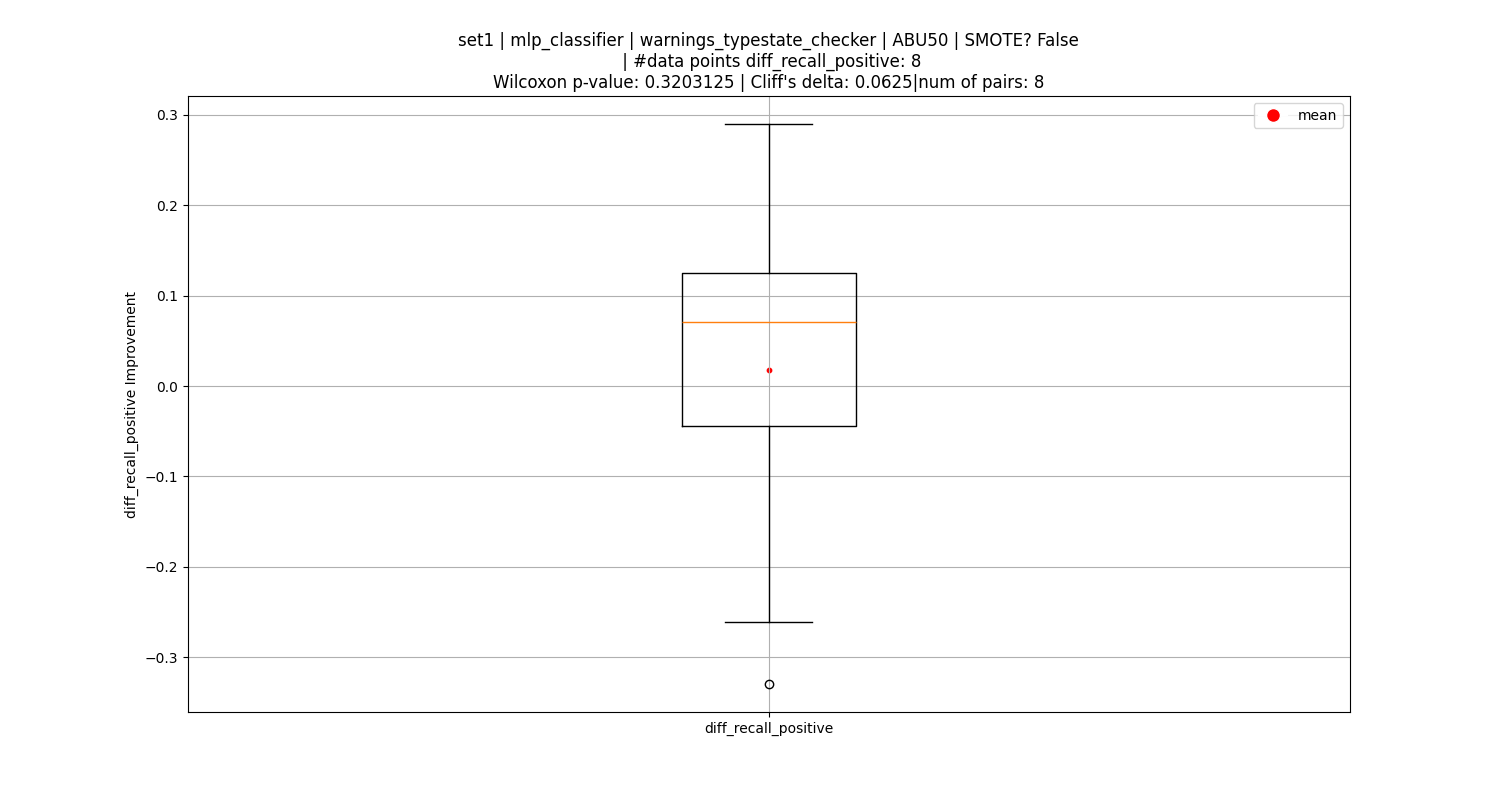 set1 | mlp_classifier | warnings_typestate_checker | ABU50 | SMOTE? False
| #data points diff_recall_positive: 8
Wilcoxon p-value: 0.3203125 | Cliff's delta: 0.0625|num of pairs: 8
mean
0.3
0.2
0.1
0.0
−0.1
−0.2
−0.3
diff_recall_positive Improvement
diff_recall_positive